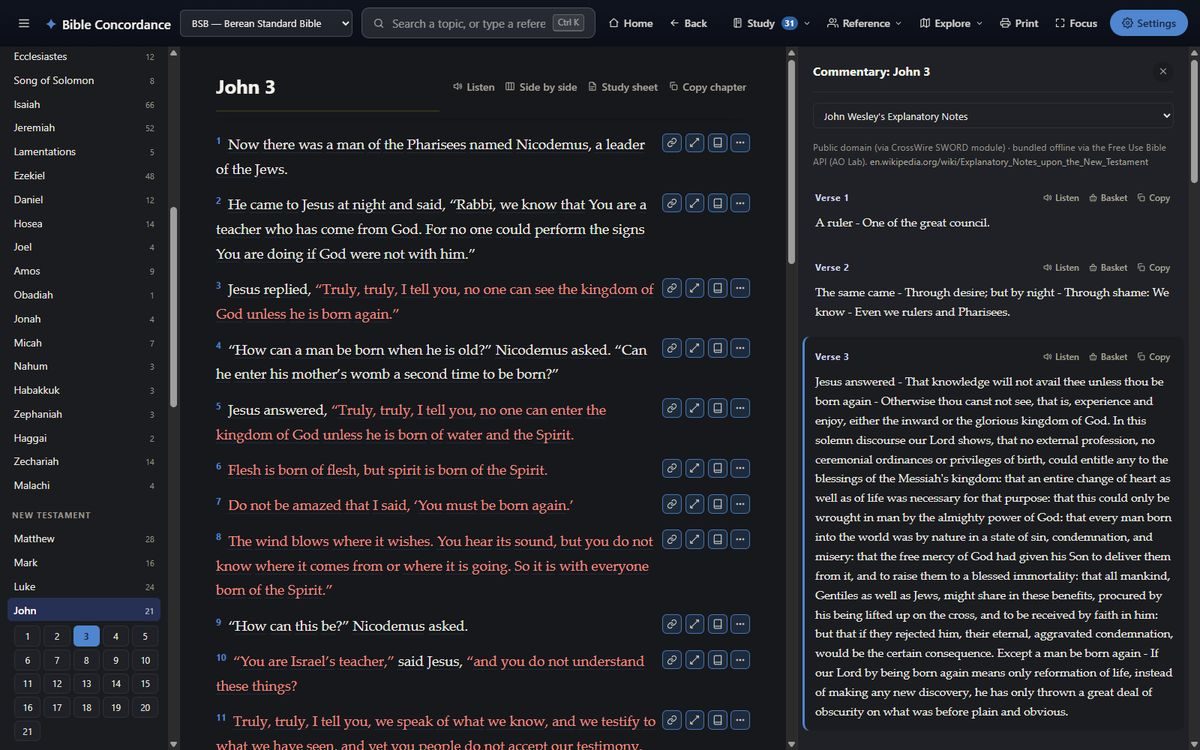 Bible Concordance
BSB — Berean Standard Bible
Search a topic, or type a refere Ctrl K
Home
Back
Study 31
Reference
Explore
Print
Focus
Settings
Ecclesiastes 12
Song of Solomon 8
Isaiah 66
Jeremiah 52
Lamentations 5
Ezekiel 48
Daniel 12
Hosea 14
Joel 4
Amos 9
Obadiah 1
Jonah 4
Micah 7
Nahum 3
Habakkuk 3
Zephaniah 3
Haggai 2
Zechariah 14
Malachi 4
NEW TESTAMENT
Matthew 28
Mark 16
Luke 24
John 21
1 2 3 4 5
6 7 8 9 10
11 12 13 14 15
16 17 18 19 20
21
John 3
Listen Side by side Study sheet Copy chapter
1 Now there was a man of the Pharisees named Nicodemus, a leader
of the Jews.
2 He came to Jesus at night and said, “Rabbi, we know that You are a
teacher who has come from God. For no one could perform the signs
You are doing if God were not with him.”
3 Jesus replied, “Truly, truly, I tell you, no one can see the kingdom of
God unless he is born again.”
4 “How can a man be born when he is old?” Nicodemus asked. “Can
he enter his mother’s womb a second time to be born?”
5 Jesus answered, “Truly, truly, I tell you, no one can enter the
kingdom of God unless he is born of water and the Spirit.
6 Flesh is born of flesh, but spirit is born of the Spirit.
7 Do not be amazed that I said, ‘You must be born again.’
8 The wind blows where it wishes. You hear its sound, but you do not
know where it comes from or where it is going. So it is with everyone
born of the Spirit.”
9 “How can this be?” Nicodemus asked.
10 “You are Israel’s teacher,” said Jesus, “and you do not understand
these things?
11 Truly, truly, I tell you, we speak of what we know, and we testify to
what we have seen, and yet you people do not accept our testimony.
Commentary: John 3
John Wesley's Explanatory Notes
Public domain (via CrossWire SWORD module) · bundled offline via the Free Use Bible
API (AO Lab). en.wikipedia.org/wiki/Explanatory_Notes_upon_the_New_Testament
Verse 1 Listen Basket Copy
A ruler - One of the great council.
Verse 2 Listen Basket Copy
The same came - Through desire; but by night - Through shame: We
know - Even we rulers and Pharisees.
Verse 3 Listen Basket Copy
Jesus answered - That knowledge will not avail thee unless thou be
born again - Otherwise thou canst not see, that is, experience and
enjoy, either the inward or the glorious kingdom of God. In this
solemn discourse our Lord shows, that no external profession, no
ceremonial ordinances or privileges of birth, could entitle any to the
blessings of the Messiah's kingdom: that an entire change of heart as
well as of life was necessary for that purpose: that this could only be
wrought in man by the almighty power of God: that every man born
into the world was by nature in a state of sin, condemnation, and
misery: that the free mercy of God had given his Son to deliver them
from it, and to raise them to a blessed immortality: that all mankind,
Gentiles as well as Jews, might share in these benefits, procured by
his being lifted up on the cross, and to be received by faith in him:
but that if they rejected him, their eternal, aggravated condemnation,
would be the certain consequence. Except a man be born again - If
our Lord by being born again means only reformation of life, instead
of making any new discovery, he has only thrown a great deal of
obscurity on what was before plain and obvious.